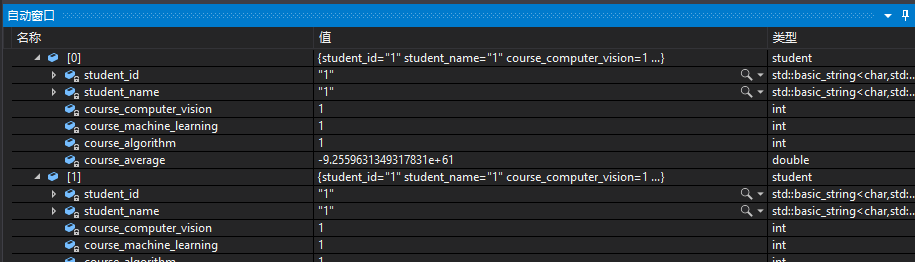 自动窗口
名称 值 类型
[0] {student_id="1" student_name="1" course_computer_vision=1 ...} student
student_id "1" std::basic_string<char,std:...
student_name "1" std::basic_string<char,std:...
course_computer_vision 1 int
course_machine_learning 1 int
course_algorithm 1 int
course_average -9.2559631349317831e+61 double
[1] {student_id="1" student_name="1" course_computer_vision=1 ...} student
student_id "1" std::basic_string<char,std:...
student_name "1" std::basic_string<char,std:...
course_computer_vision 1 int
course_machine_learning 1 int
course_algorithm 1 int